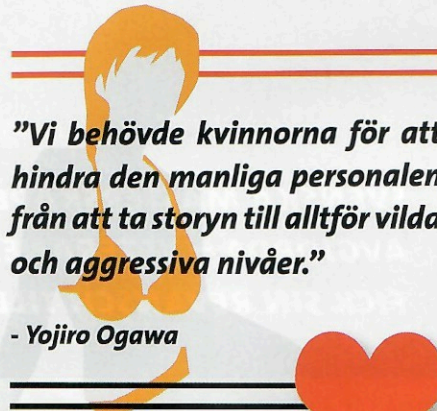 ”Vi behövde kvinnorna för att
hindra den manliga personalen
från att ta storyn till alltför vilda
och aggressiva nivåer.”
- Yojiro Ogawa